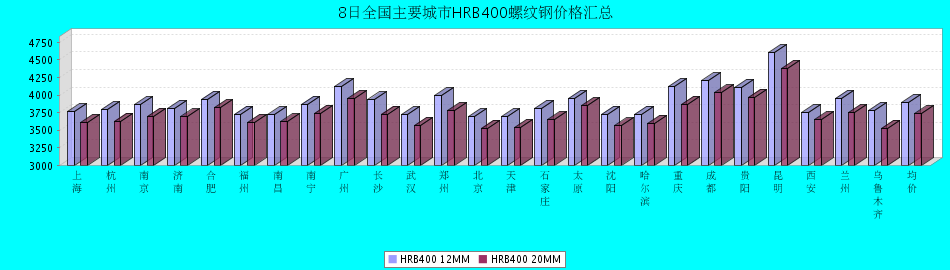 8日全国主要城市HRB400螺纹钢价格汇总
4750
4500
4250
4000
3750
3500
3250
3000
上海
杭州
南京
济南
合肥
福州
南昌
南宁
广州
长沙
武汉
郑州
北京
天津
石家庄
太原
沈阳
哈尔滨
重庆
成都
贵阳
昆明
西安
兰州
乌鲁木齐
均价
HRB400 12MM
HRB400 20MM